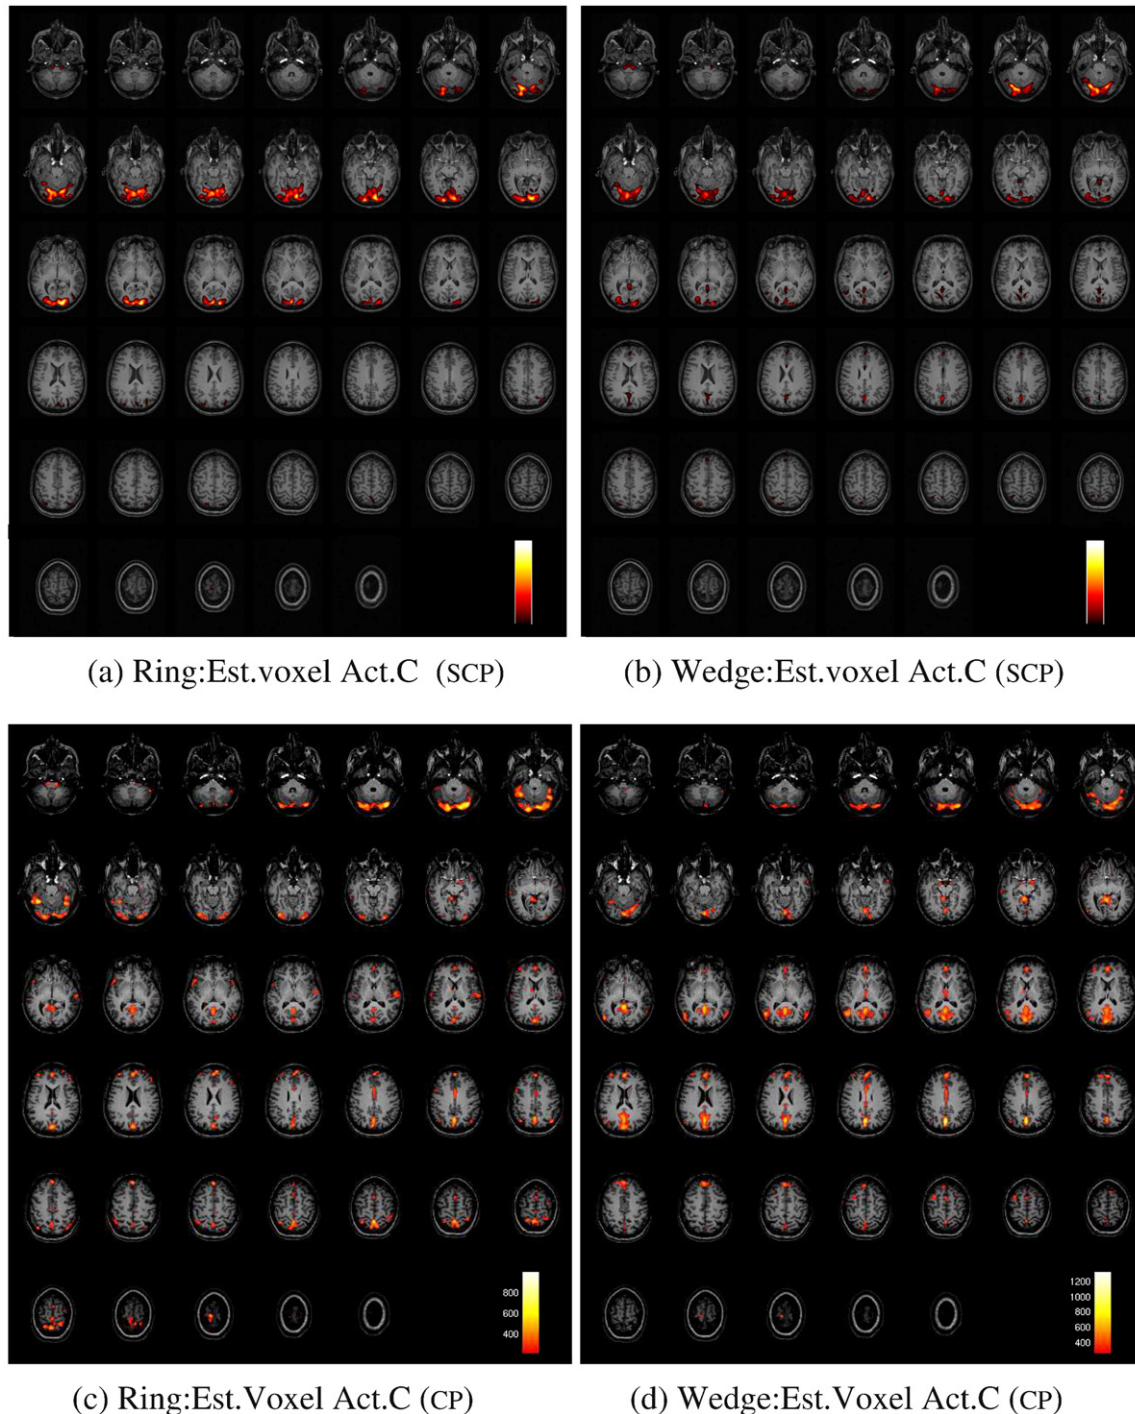 (a) Ring:Est.voxel Act.C (SCP)
(b) Wedge:Est.voxel Act.C (SCP)
800
600
400
1200
1000
800
600
400
(c) Ring:Est.Voxel Act.C (CP)
(d) Wedge:Est.Voxel Act.C (CP)